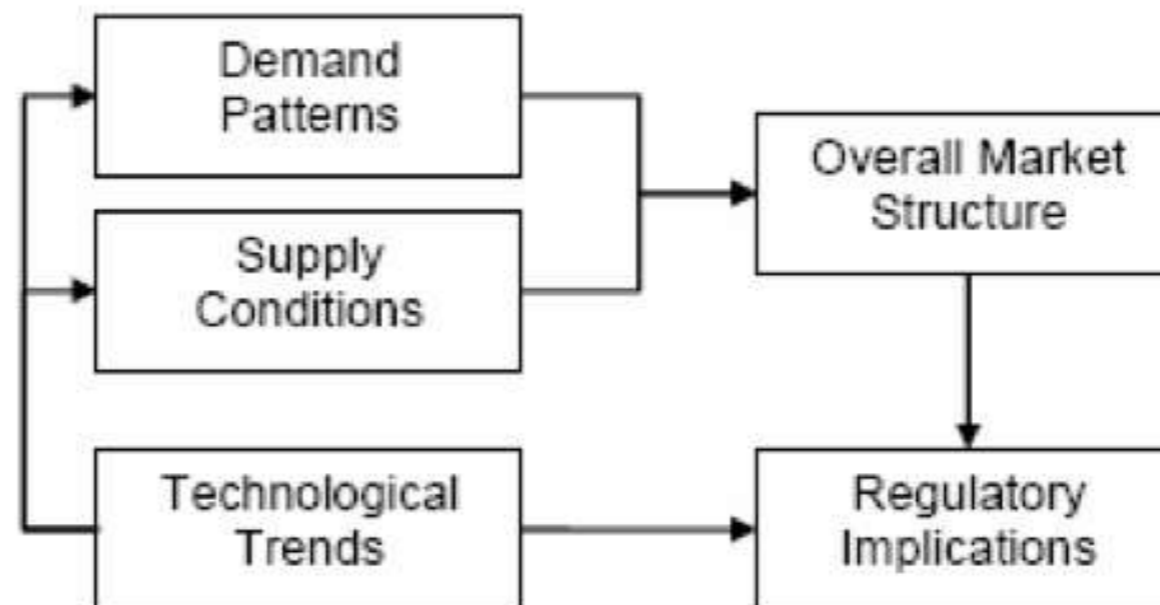 Demand
Patterns
Supply
Conditions
Technological
Trends
Overall Market
Structure
Regulatory
Implications